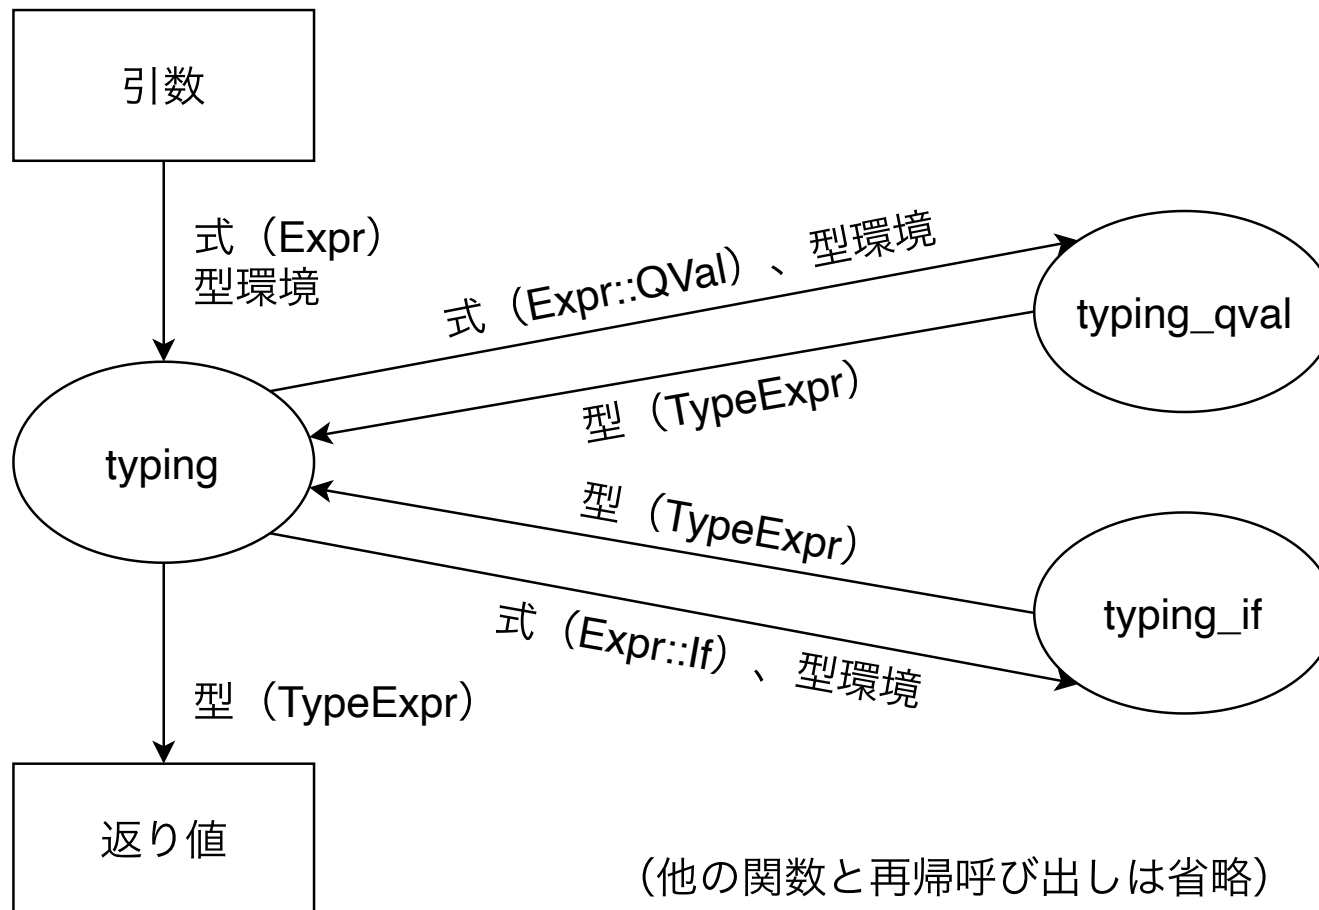 引数
式（Expr）
型環境
式（Expr::QVal）、型環境
typing_qval
型（TypeExpr）
typing
型（TypeExpr）
typing_if
式（Expr::If）、型環境
型（TypeExpr）
返り値
（他の関数と再帰呼び出しは省略）